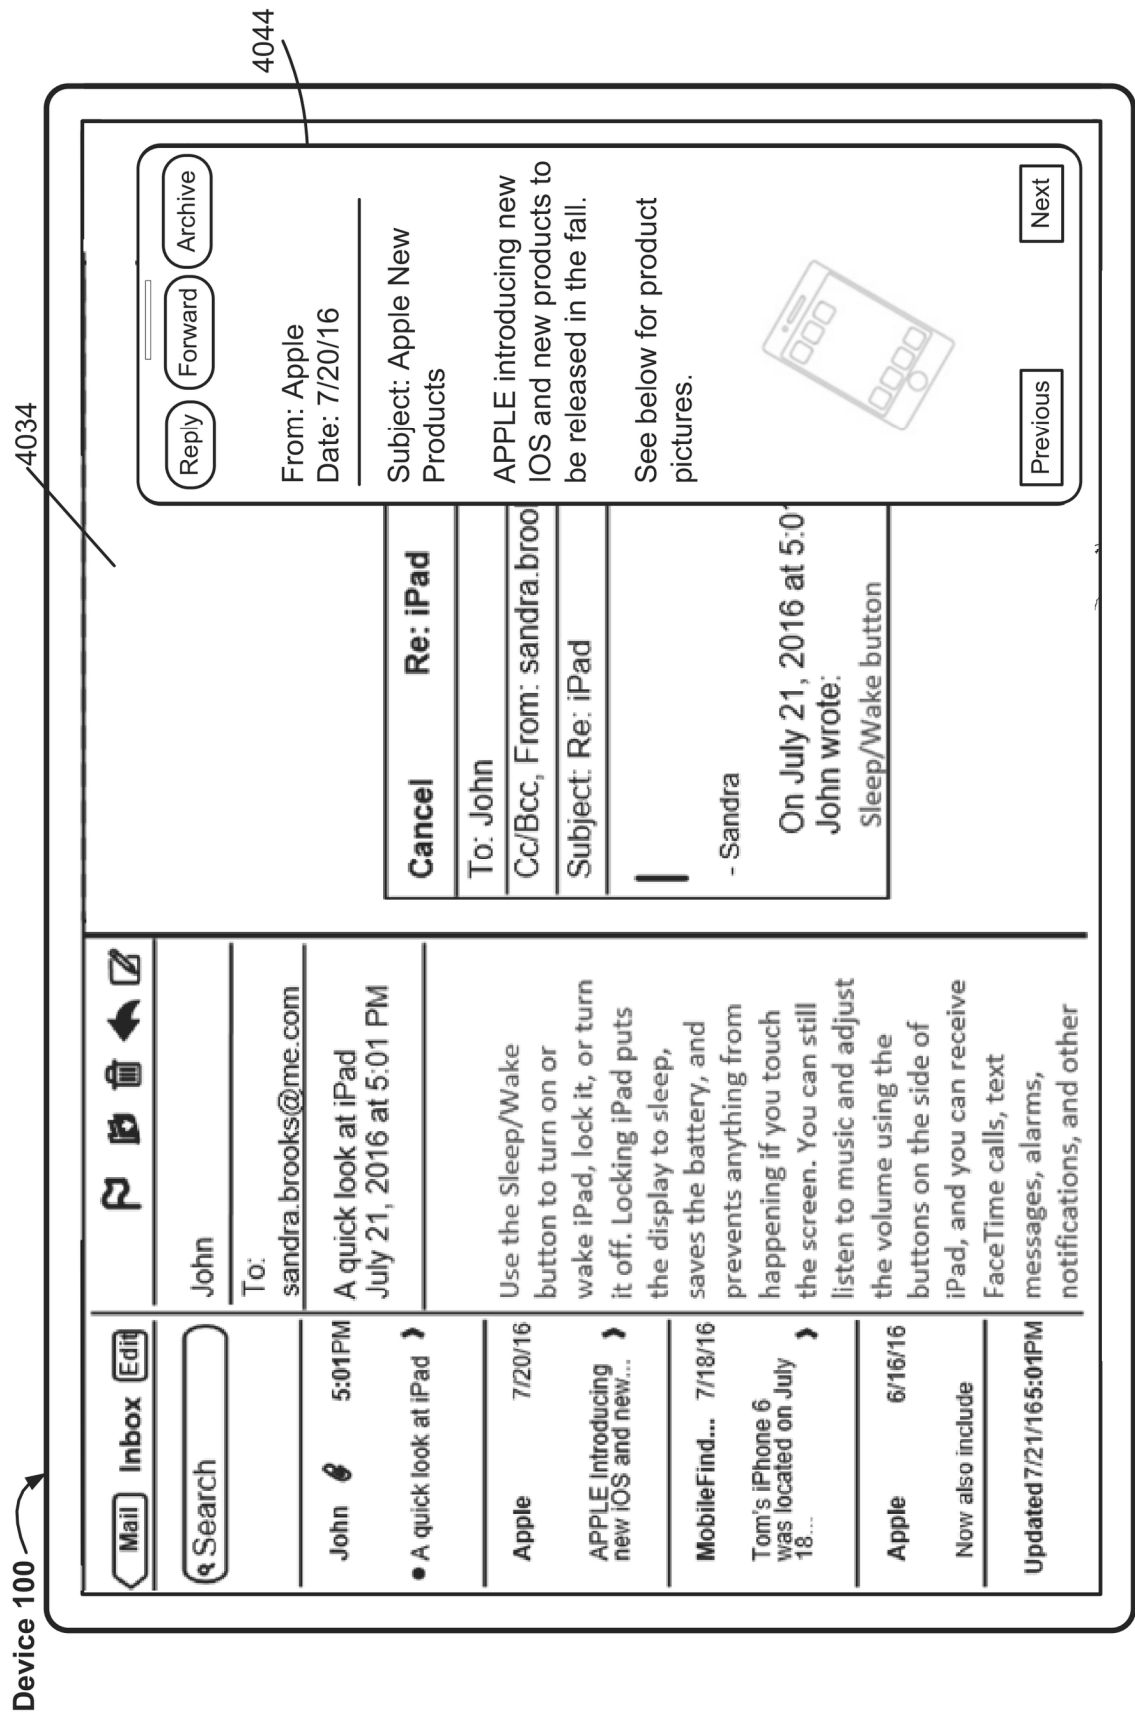 Device 100
4034
4044
Mail Inbox Edit
Search
John 5:01PM
A quick look at iPad
Apple 7/20/16
APPLE Introducing
new iOS and new...
MobileFind... 7/18/16
Tom's iPhone 6
was located on July
18...
Apple 6/16/16
Now also include
Updated 7/21/16 5:01PM
John
To:
sandra.brooks@me.com
A quick look at iPad
July 21, 2016 at 5:01 PM
Use the Sleep/Wake
button to turn on or
wake iPad, lock it, or turn
it off. Locking iPad puts
the display to sleep,
saves the battery, and
prevents anything from
happening if you touch
the screen. You can still
listen to music and adjust
the volume using the
buttons on the side of
iPad, and you can receive
FaceTime calls, text
messages, alarms,
notifications, and other
Cancel Re: iPad
To: John
Cc/Bcc, From: sandra.broo
Subject: Re: iPad
- Sandra
On July 21, 2016 at 5:0
John wrote:
Sleep/Wake button
Reply Forward Archive
From: Apple
Date: 7/20/16
Subject: Apple New
Products
APPLE introducing new
IOS and new products to
be released in the fall.
See below for product
pictures.
Previous Next